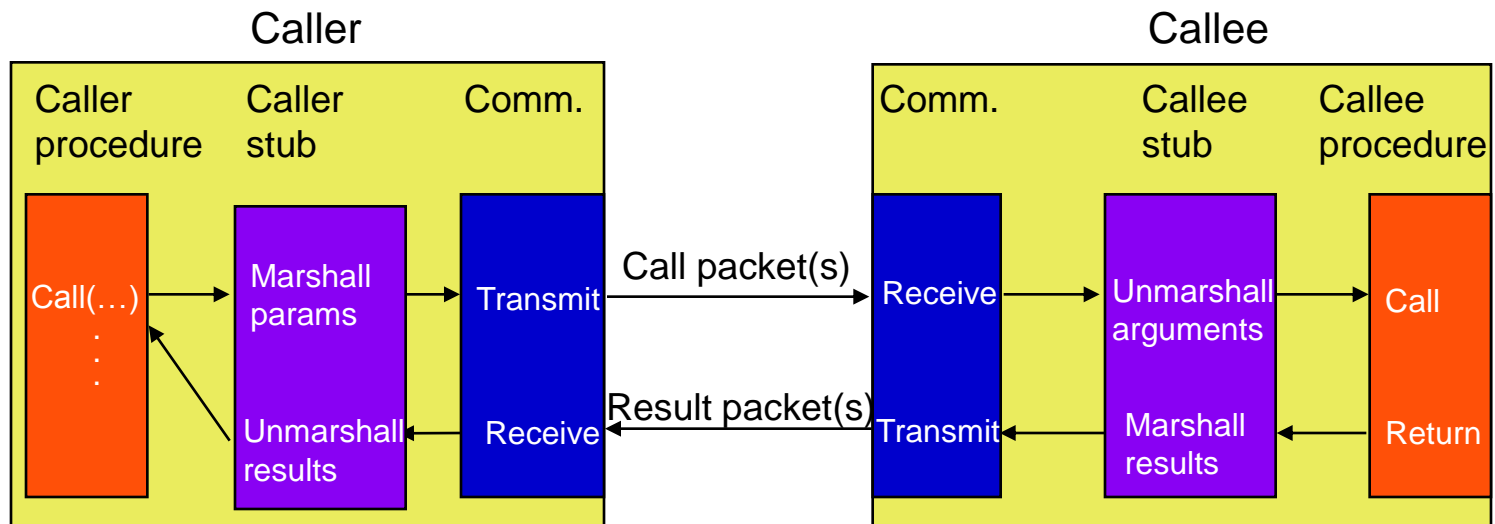 Caller
Callee
Caller
procedure
Caller
stub
Comm.
Comm.
Callee
stub
Callee
procedure
Call(…)
.
.
.
Marshall
params
Transmit
Call packet(s)
Receive
Unmarshall
arguments
Call
Unmarshall
results
Receive
Result packet(s)
Transmit
Marshall
results
Return